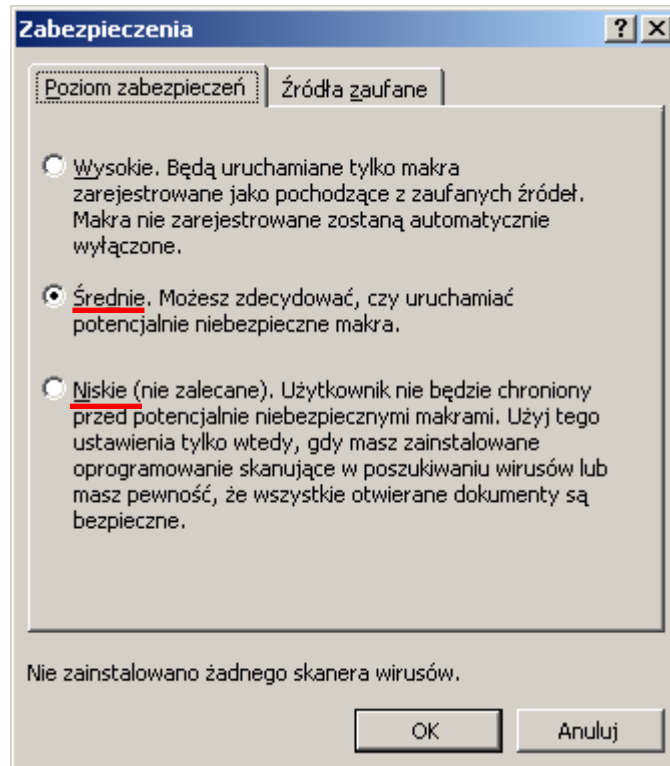 Zabezpieczenia
Poziom zabezpieczeń
Źródła zaufane
Wysokie. Będą uruchamiane tylko makra
zarejestrowane jako pochodzące z zaufanych źródeł.
Makra nie zarejestrowane zostaną automatycznie
wyłączone.
Średnie. Możesz zdecydować, czy uruchamiać
potencjalnie niebezpieczne makra.
Niskie (nie zalecane). Użytkownik nie będzie chroniony
przed potencjalnie niebezpiecznymi makrami. Użyj tego
ustawienia tylko wtedy, gdy masz zainstalowane
oprogramowanie skanujące w poszukiwaniu wirusów lub
masz pewność, że wszystkie otwierane dokumenty są
bezpieczne.
Nie zainstalowano żadnego skanera wirusów.
OK
Anuluj